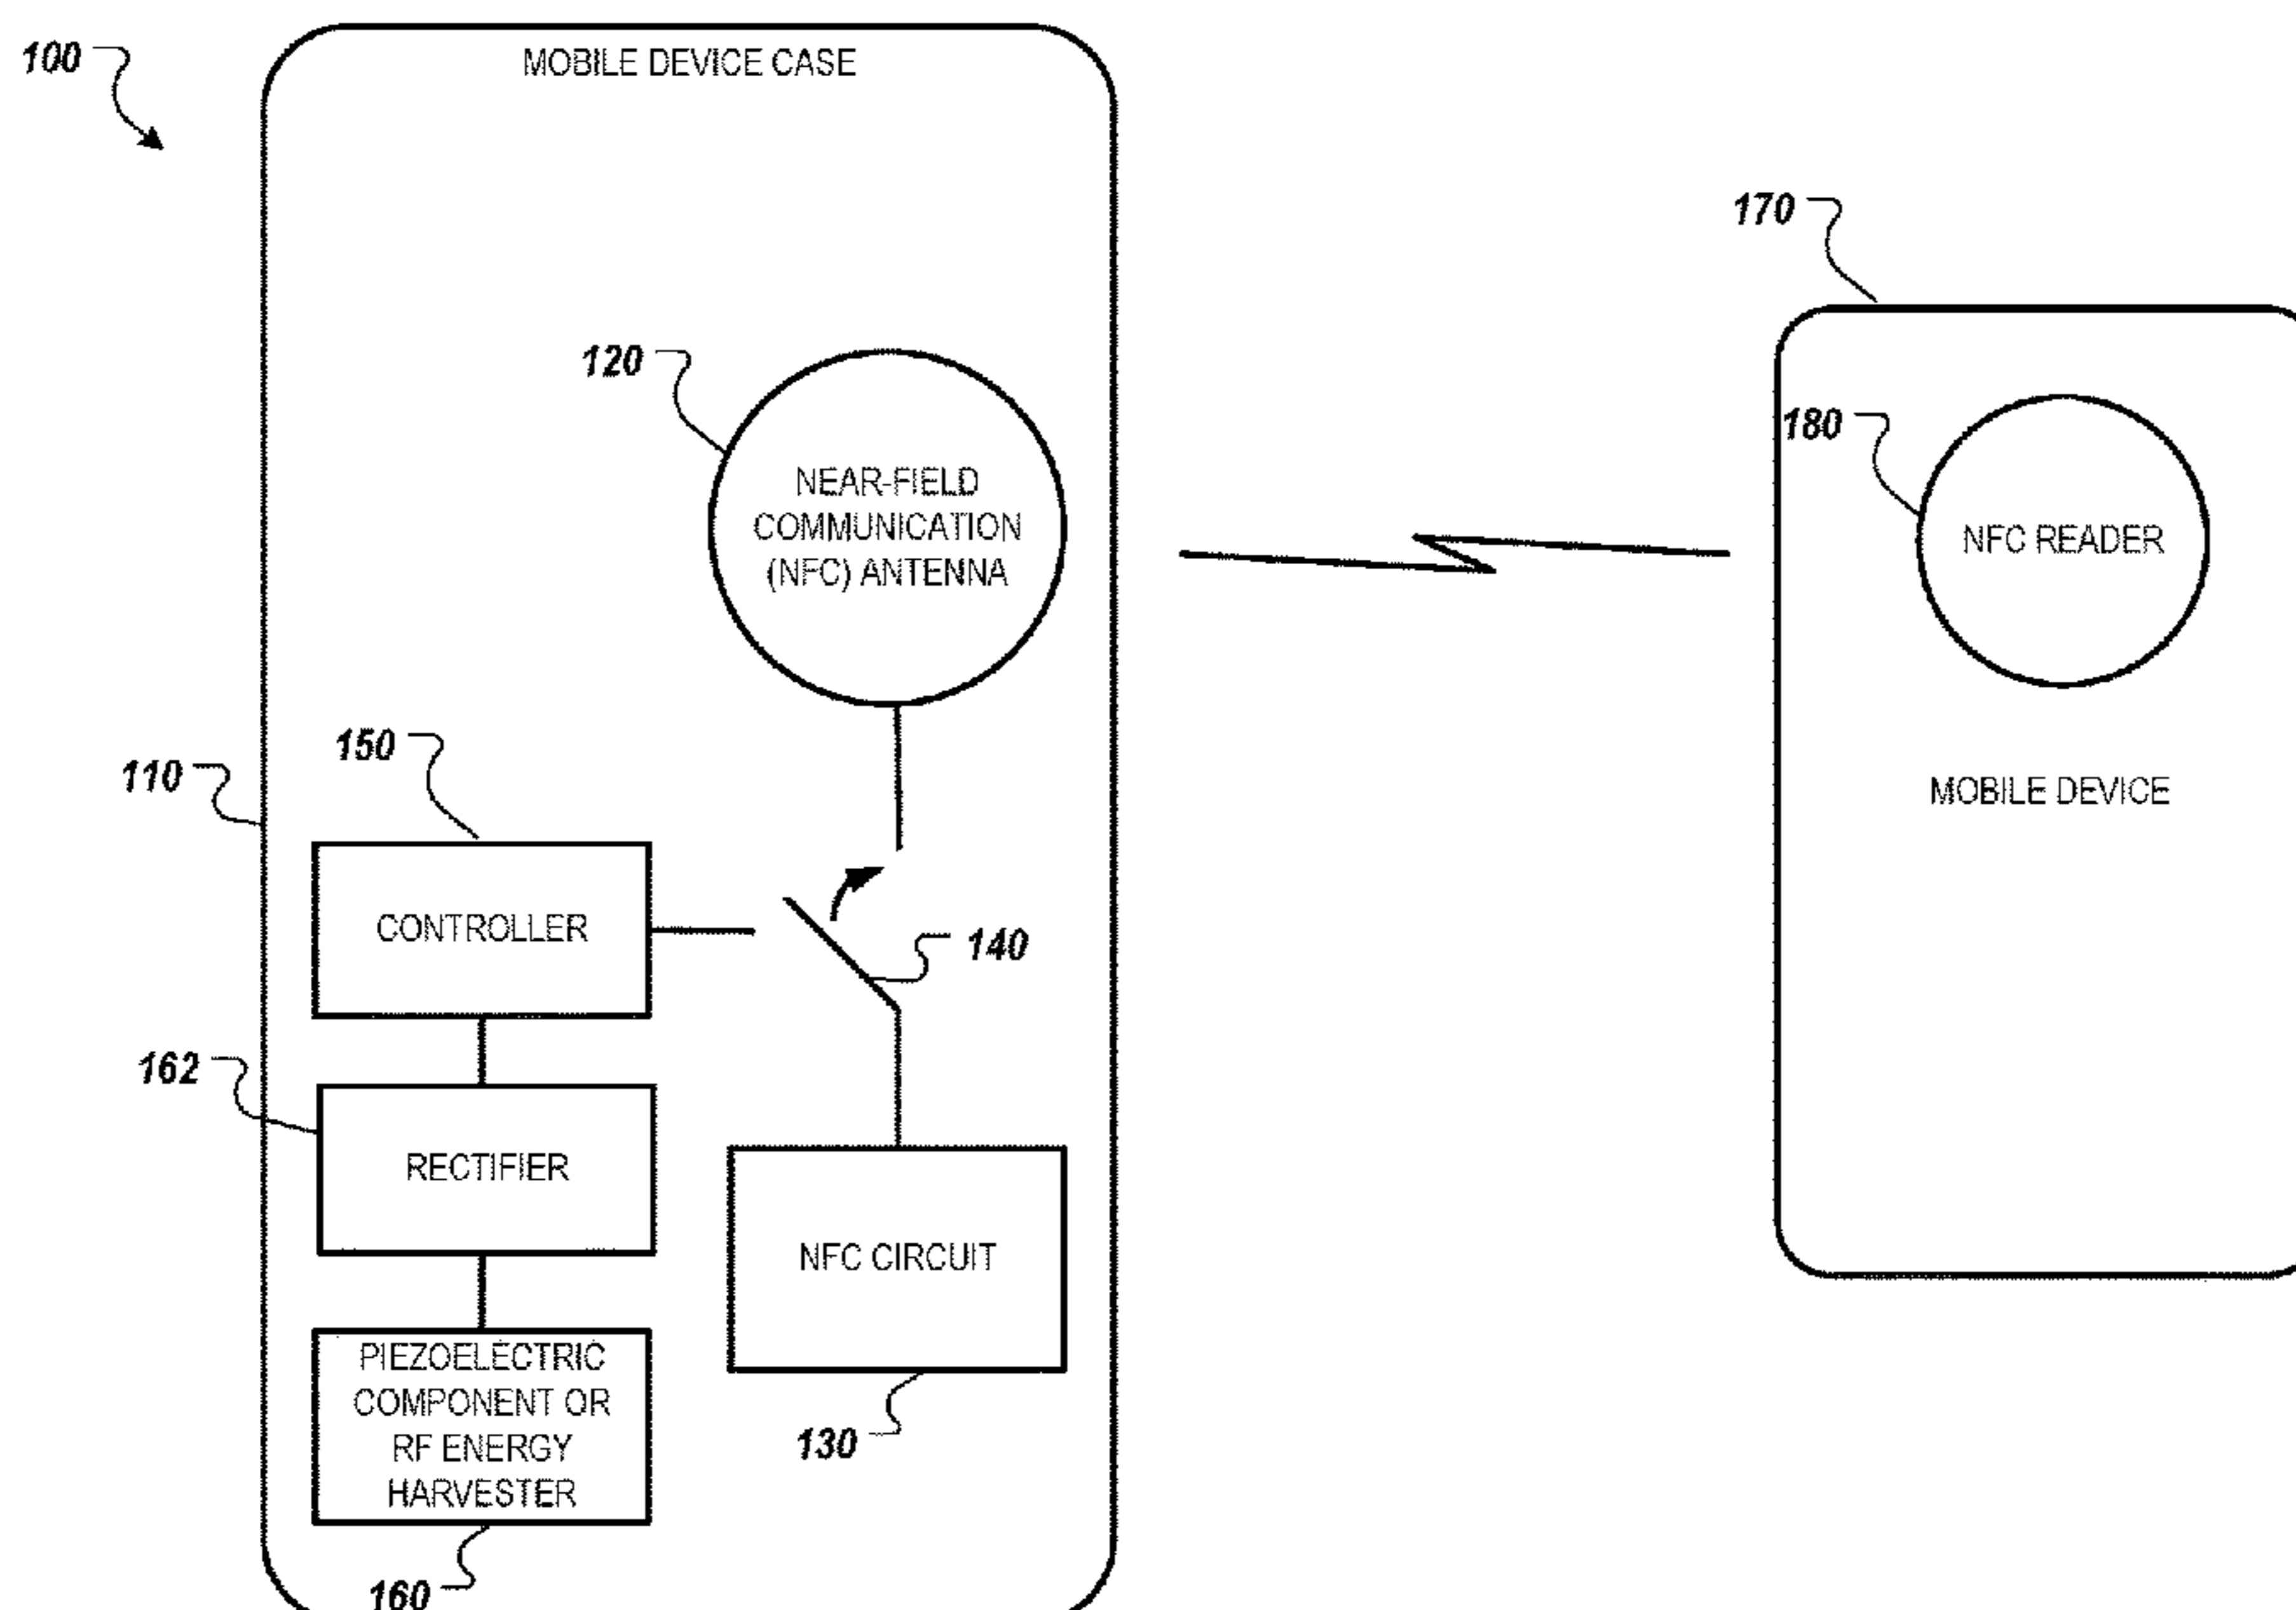 100
MOBILE DEVICE CASE
170
120
180
NEAR-FIELD
COMMUNICATION
(NFC) ANTENNA
NFC READER
150
110
MOBILE DEVICE
CONTROLLER
140
162
RECTIFIER
NFC CIRCUIT
PIEZOELECTRIC
COMPONENT OR
RF ENERGY
HARVESTER
130
160